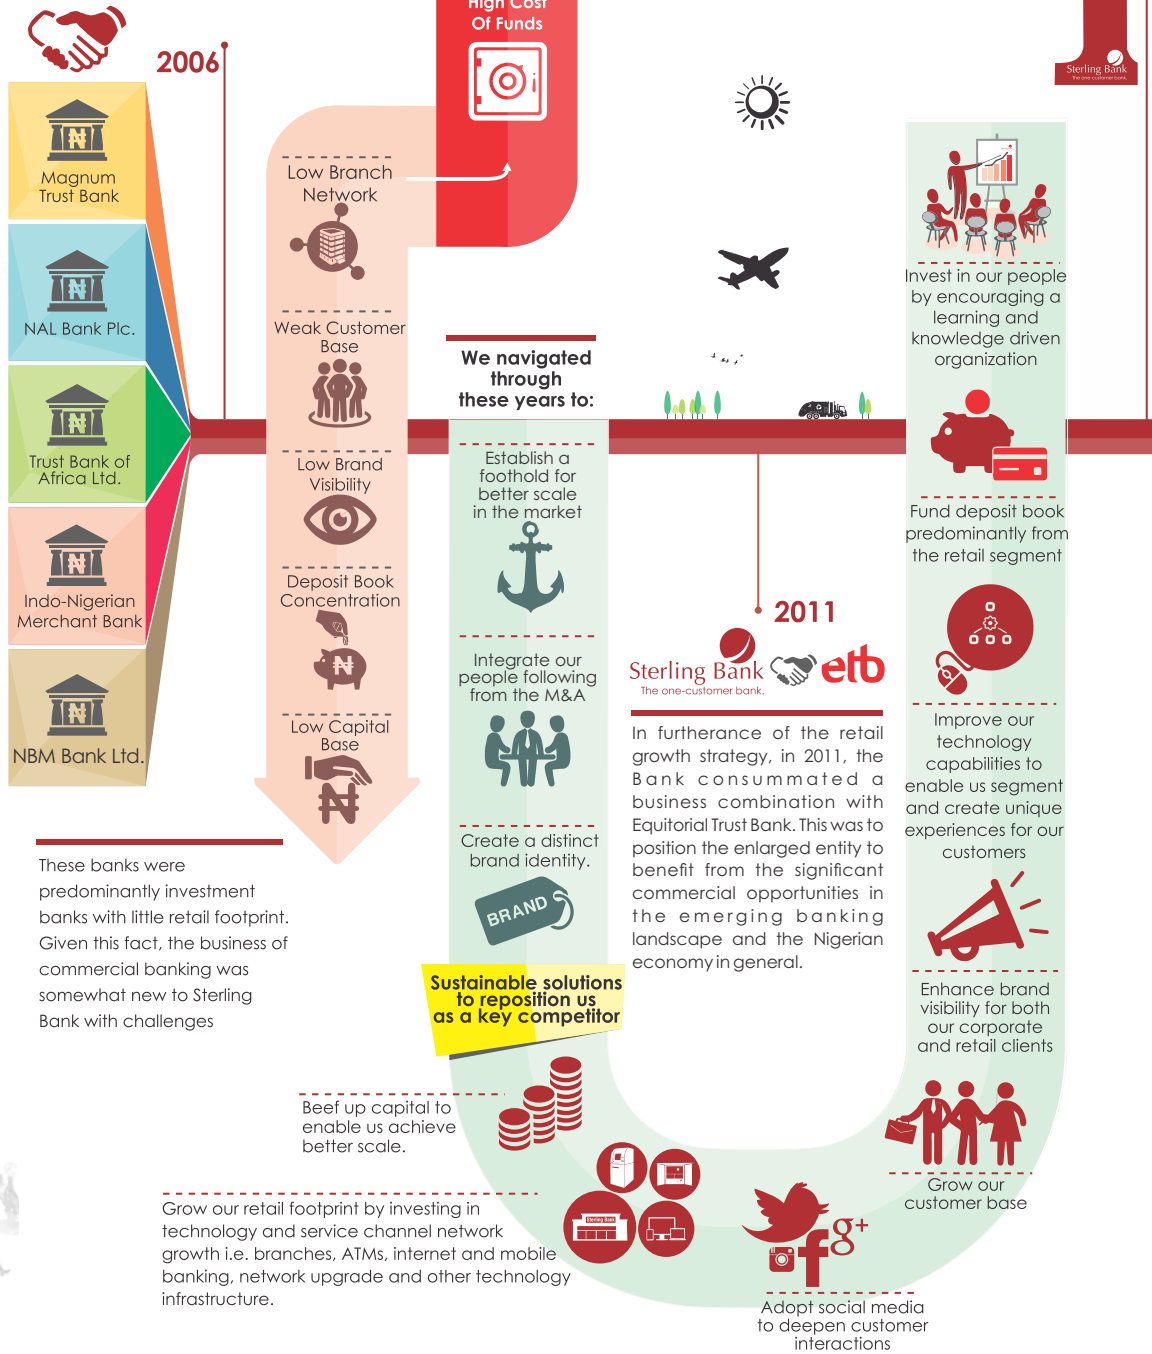 High Cost
Of Funds
2006
Magnum
Trust Bank
NAL Bank Plc.
Trust Bank of
Africa Ltd.
Indo-Nigerian
Merchant Bank
NBM Bank Ltd.
These banks were
predominantly investment
banks with little retail footprint.
Given this fact, the business of
commercial banking was
somewhat new to Sterling
Bank with challenges
Low Branch
Network
Weak Customer
Base
Low Brand
Visibility
Deposit Book
Concentration
Low Capital
Base
We navigated
through
these years to:
Establish a
foothold for
better scale
in the market
Integrate our
people following
from the M&A
Create a distinct
brand identity.
BRAND
Sustainable solutions
to reposition us
as a key competitor
Beef up capital to
enable us achieve
better scale.
Grow our retail footprint by investing in
technology and service channel network
growth i.e. branches, ATMs, internet and mobile
banking, network upgrade and other technology
infrastructure.
Sterling Bank
2011
Sterling Bank
The one-customer bank.
etb
In furtherance of the retail
growth strategy, in 2011, the
Bank consummated a
business combination with
Equitorial Trust Bank. This was to
position the enlarged entity to
benefit from the significant
commercial opportunities in
the emerging banking
landscape and the Nigerian
economy in general.
f
g+
Adopt social media
to deepen customer
interactions
Grow our
customer base
Enhance brand
visibility for both
our corporate
and retail clients
Improve our
technology
capabilities to
enable us segment
and create unique
experiences for our
customers
Fund deposit book
predominantly from
the retail segment
Invest in our people
by encouraging a
learning and
knowledge driven
organization
Sterling Bank
The one-customer bank.